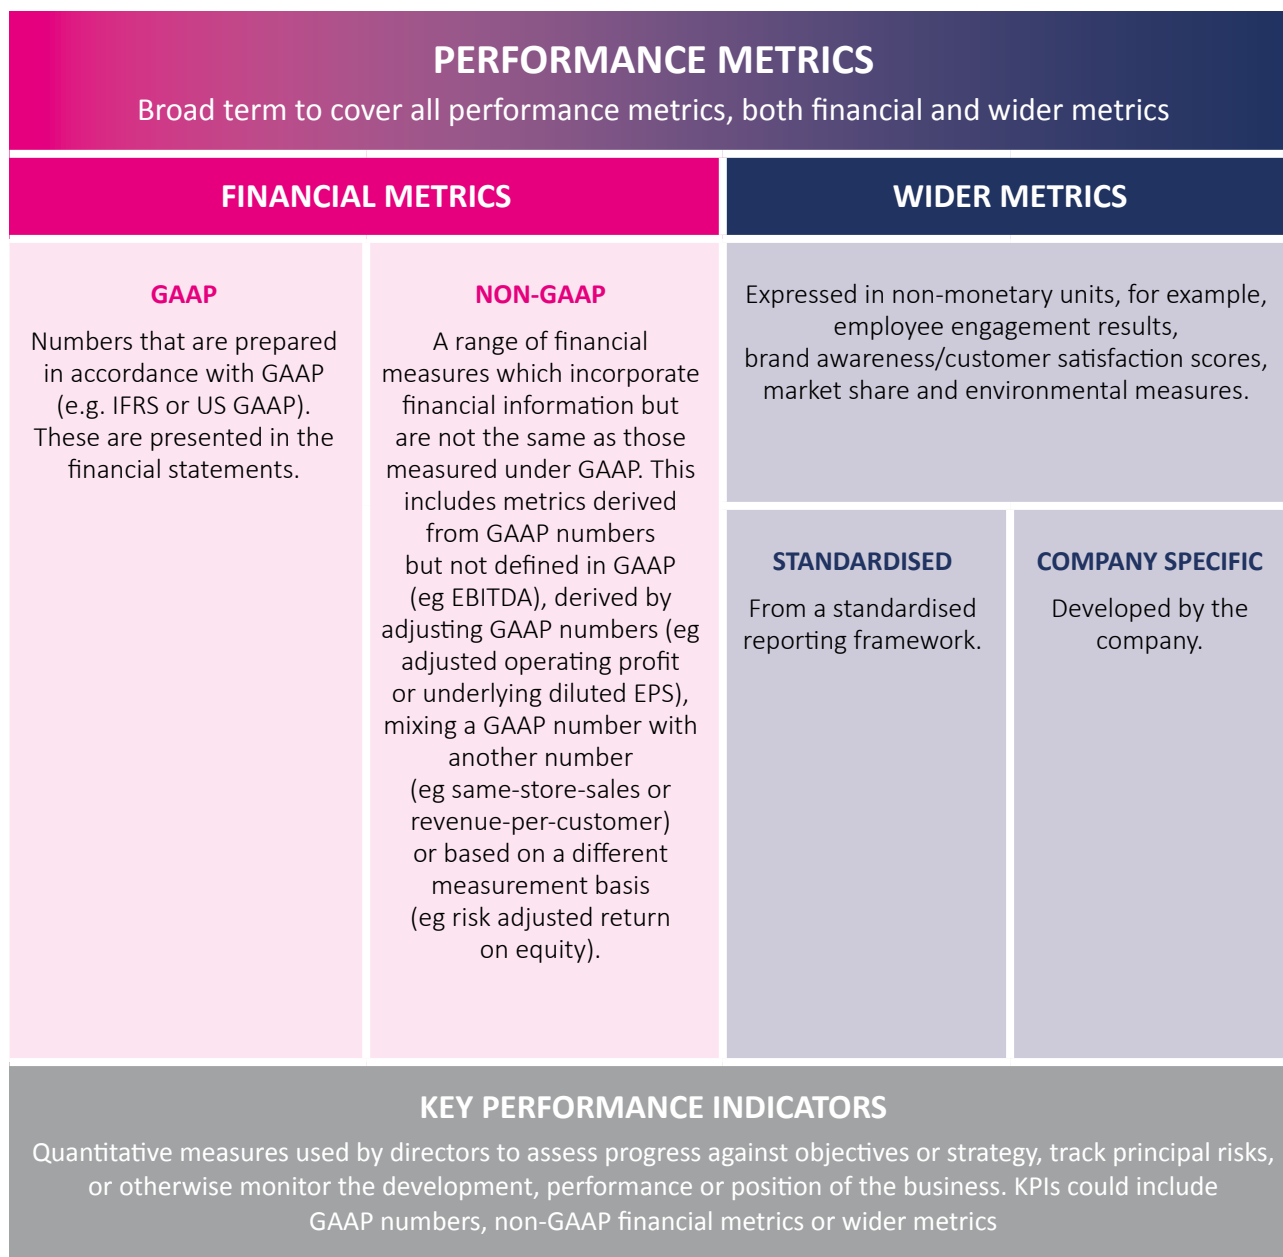 PERFORMANCE METRICS
Broad term to cover all performance metrics, both financial and wider metrics
FINANCIAL METRICS
WIDER METRICS
GAAP
Numbers that are prepared
in accordance with GAAP
(e.g. IFRS or US GAAP).
These are presented in the
financial statements.
NON-GAAP
A range of financial
measures which incorporate
financial information but
are not the same as those
measured under GAAP. This
includes metrics derived
from GAAP numbers
but not defined in GAAP
(eg EBITDA), derived by
adjusting GAAP numbers (eg
adjusted operating profit
or underlying diluted EPS),
mixing a GAAP number with
another number
(eg same-store-sales or
revenue-per-customer)
or based on a different
measurement basis
(eg risk adjusted return
on equity).
Expressed in non-monetary units, for example,
employee engagement results,
brand awareness/customer satisfaction scores,
market share and environmental measures.
STANDARDISED
From a standardised
reporting framework.
COMPANY SPECIFIC
Developed by the
company.
KEY PERFORMANCE INDICATORS
Quantitative measures used by directors to assess progress against objectives or strategy, track principal risks,
or otherwise monitor the development, performance or position of the business. KPIs could include
GAAP numbers, non-GAAP financial metrics or wider metrics